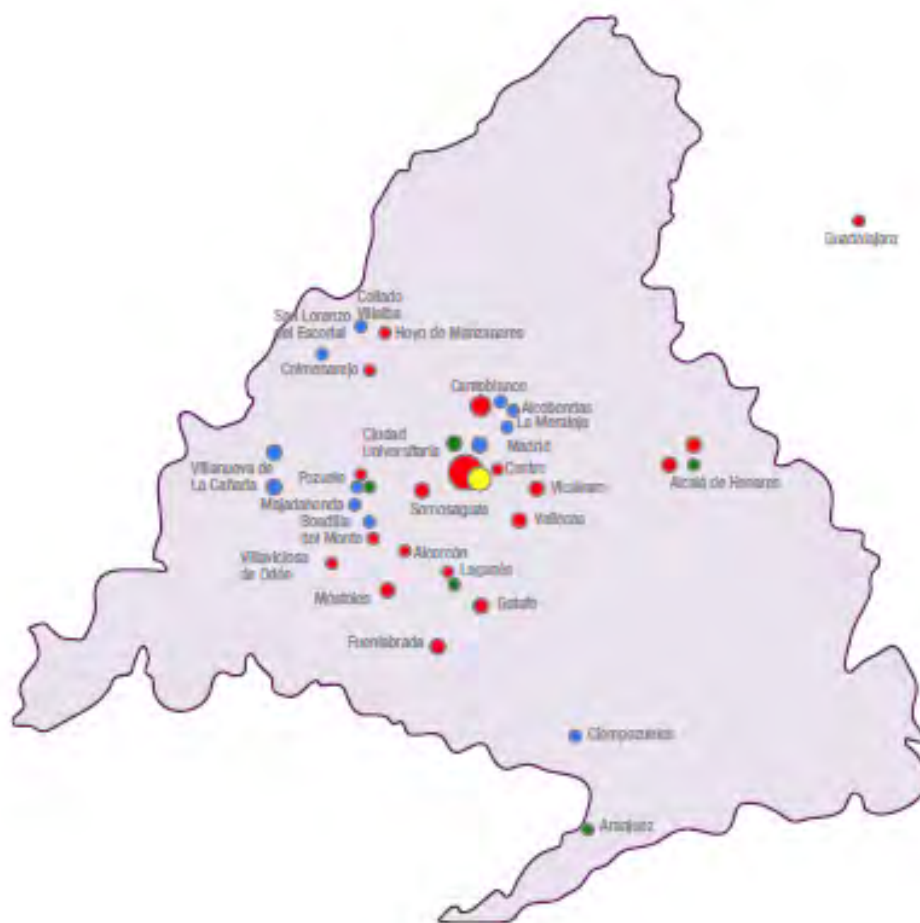 Guadalajara
Collado
Villalba
San Lorenzo
del Escorial
Hoyo de Manzanares
Colmenarejo
Cantoblanco
Alcobendas
La Moraleja
Ciudad
Universitaria
Madrid
Centro
Villanueva de
La Cañada
Pozuelo
Vicálvaro
Alcalá de Henares
Majadahonda
Somosaguas
Boadilla
del Monte
Vallecas
Alcorcón
Villaviciosa
de Odón
Leganés
Móstoles
Getafe
Fuenlabrada
Ciempozuelos
Aranjuez